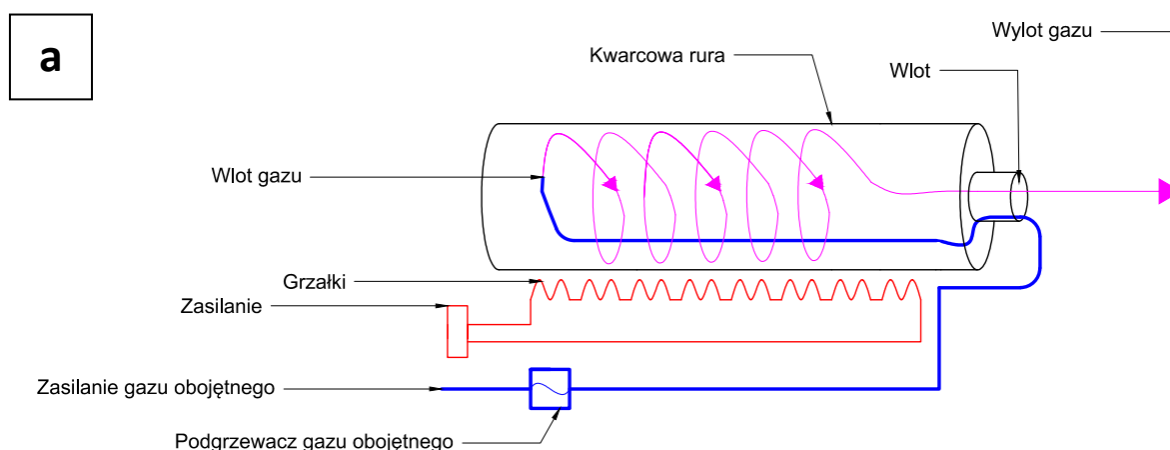 a
Wylot gazu
Kwarcowa rura
Wlot
Wlot gazu
Grzałki
Zasilanie
Zasilanie gazu obojętnego
Podgrzewacz gazu obojętnego